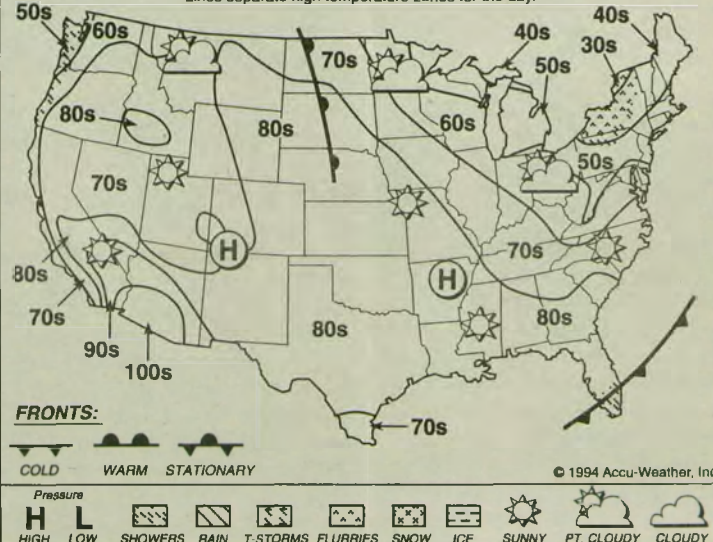 Lines separate high temperature zones for the day.
50s
60s
70s
40s
40s
30s
50s
80s
80s
60s
70s
50s
H
70s
H
80s
80s
80s
70s
90s
100s
70s
FRONTS:
COLD WARM STATIONARY
© 1994 Accu-Weather, Inc
Pressure
H L
HIGH LOW SHOWERS RAIN T-STORMS FLURRIES SNOW ICE SUNNY PT. CLOUDY CLOUDY